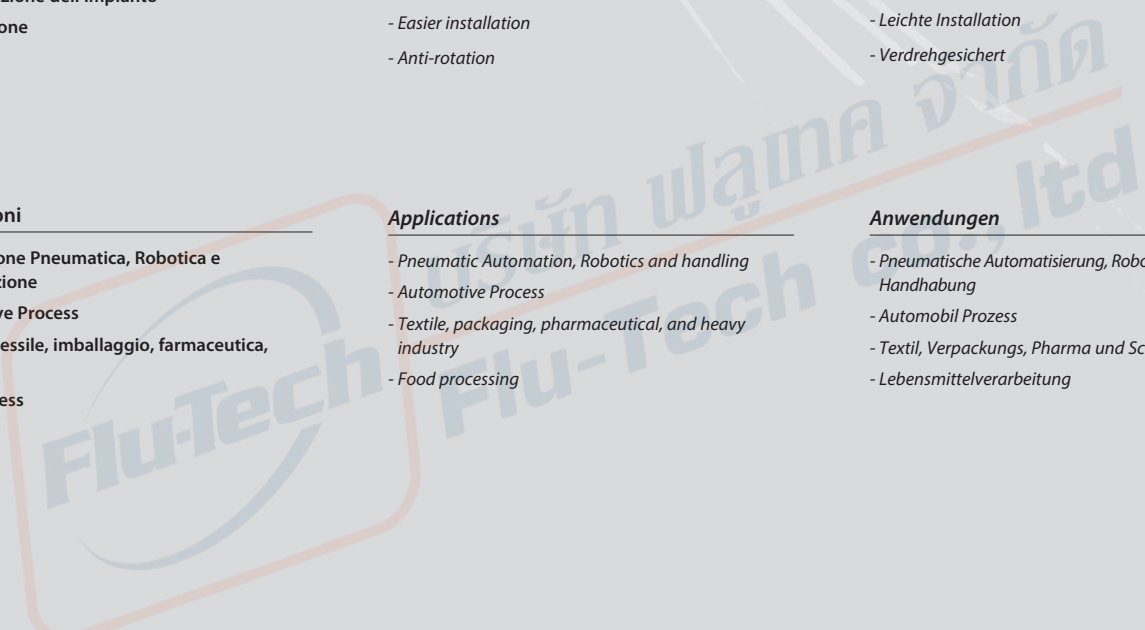 zione dell'impianto
one
oni
one Pneumatica, Robotica e
zione
ve Process
essile, imballaggio, farmaceutica,
ess
- Easier installation
- Anti-rotation
Applications
- Pneumatic Automation, Robotics and handling
- Automotive Process
- Textile, packaging, pharmaceutical, and heavy
industry
- Food processing
- Leichte Installation
- Verdrehgesichert
Anwendungen
- Pneumatische Automatisierung, Robo
Handhabung
- Automobil Prozess
- Textil, Verpackungs, Pharma und Sc
- Lebensmittelverarbeitung
บริษัท ฟลูเทค จำกัด
Flu-Tech co., ltd
Flu-Tech